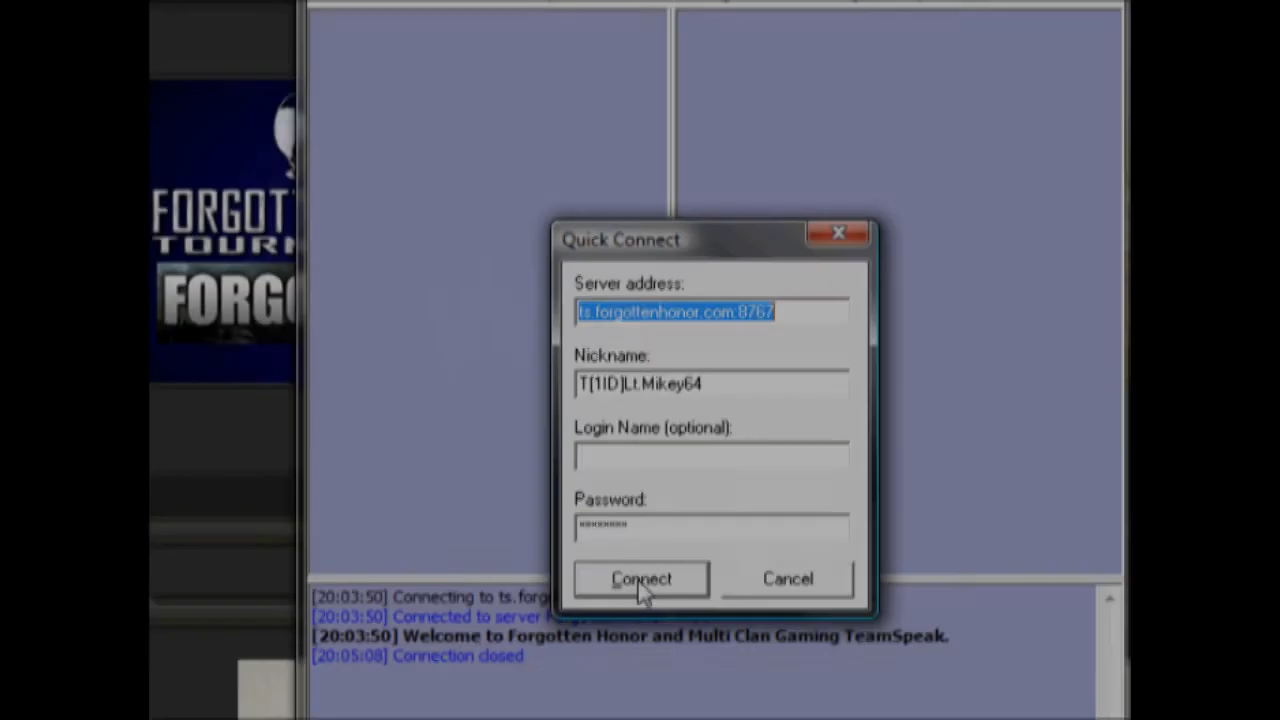 FORGOT
TOURN
FORGO
Quick Connect
Server address:
ts.forgottenhonor.com:8767
Nickname:
T[1ID]Lt.Mikey64
Login Name (optional):
Password:
********
Connect
Cancel
[20:03:50] Connecting to ts.forg
[20:03:50] Connected to server
[20:03:50] Welcome to Forgotten Honor and Multi Clan Gaming TeamSpeak.
[20:05:08] Connection closed